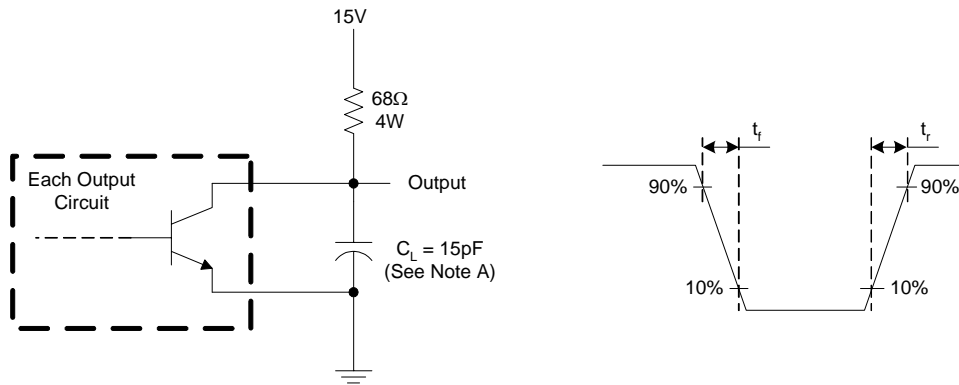 15V
68Ω
4W
Each Output
Circuit
Output
C_L = 15pF
(See Note A)
t_f
t_r
90%
90%
10%
10%